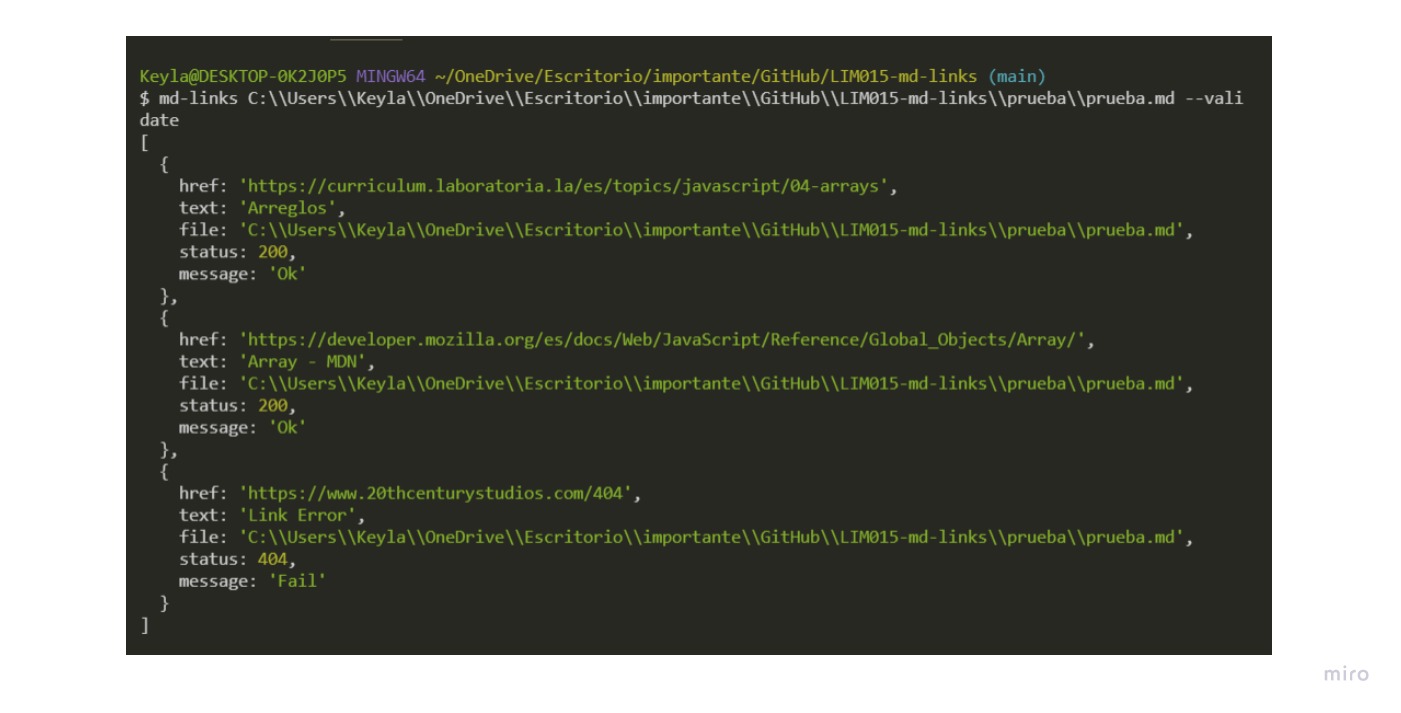 Keyla@DESKTOP-0K2J0P5 MINGW64 ~/OneDrive/Escritorio/importante/GitHub/LIM015-md-links (main)
$ md-links C:\\Users\\Keyla\\OneDrive\\Escritorio\\importante\\GitHub\\LIM015-md-links\\prueba\\prueba.md --vali
date
[
  {
    href: 'https://curriculum.laboratoria.la/es/topics/javascript/04-arrays',
    text: 'Arreglos',
    file: 'C:\\Users\\Keyla\\OneDrive\\Escritorio\\importante\\GitHub\\LIM015-md-links\\prueba\\prueba.md',
    status: 200,
    message: 'Ok'
  },
  {
    href: 'https://developer.mozilla.org/es/docs/Web/JavaScript/Reference/Global_Objects/Array/',
    text: 'Array - MDN',
    file: 'C:\\Users\\Keyla\\OneDrive\\Escritorio\\importante\\GitHub\\LIM015-md-links\\prueba\\prueba.md',
    status: 200,
    message: 'Ok'
  },
  {
    href: 'https://www.20thcenturystudios.com/404',
    text: 'Link Error',
    file: 'C:\\Users\\Keyla\\OneDrive\\Escritorio\\importante\\GitHub\\LIM015-md-links\\prueba\\prueba.md',
    status: 404,
    message: 'Fail'
  }
]
miro